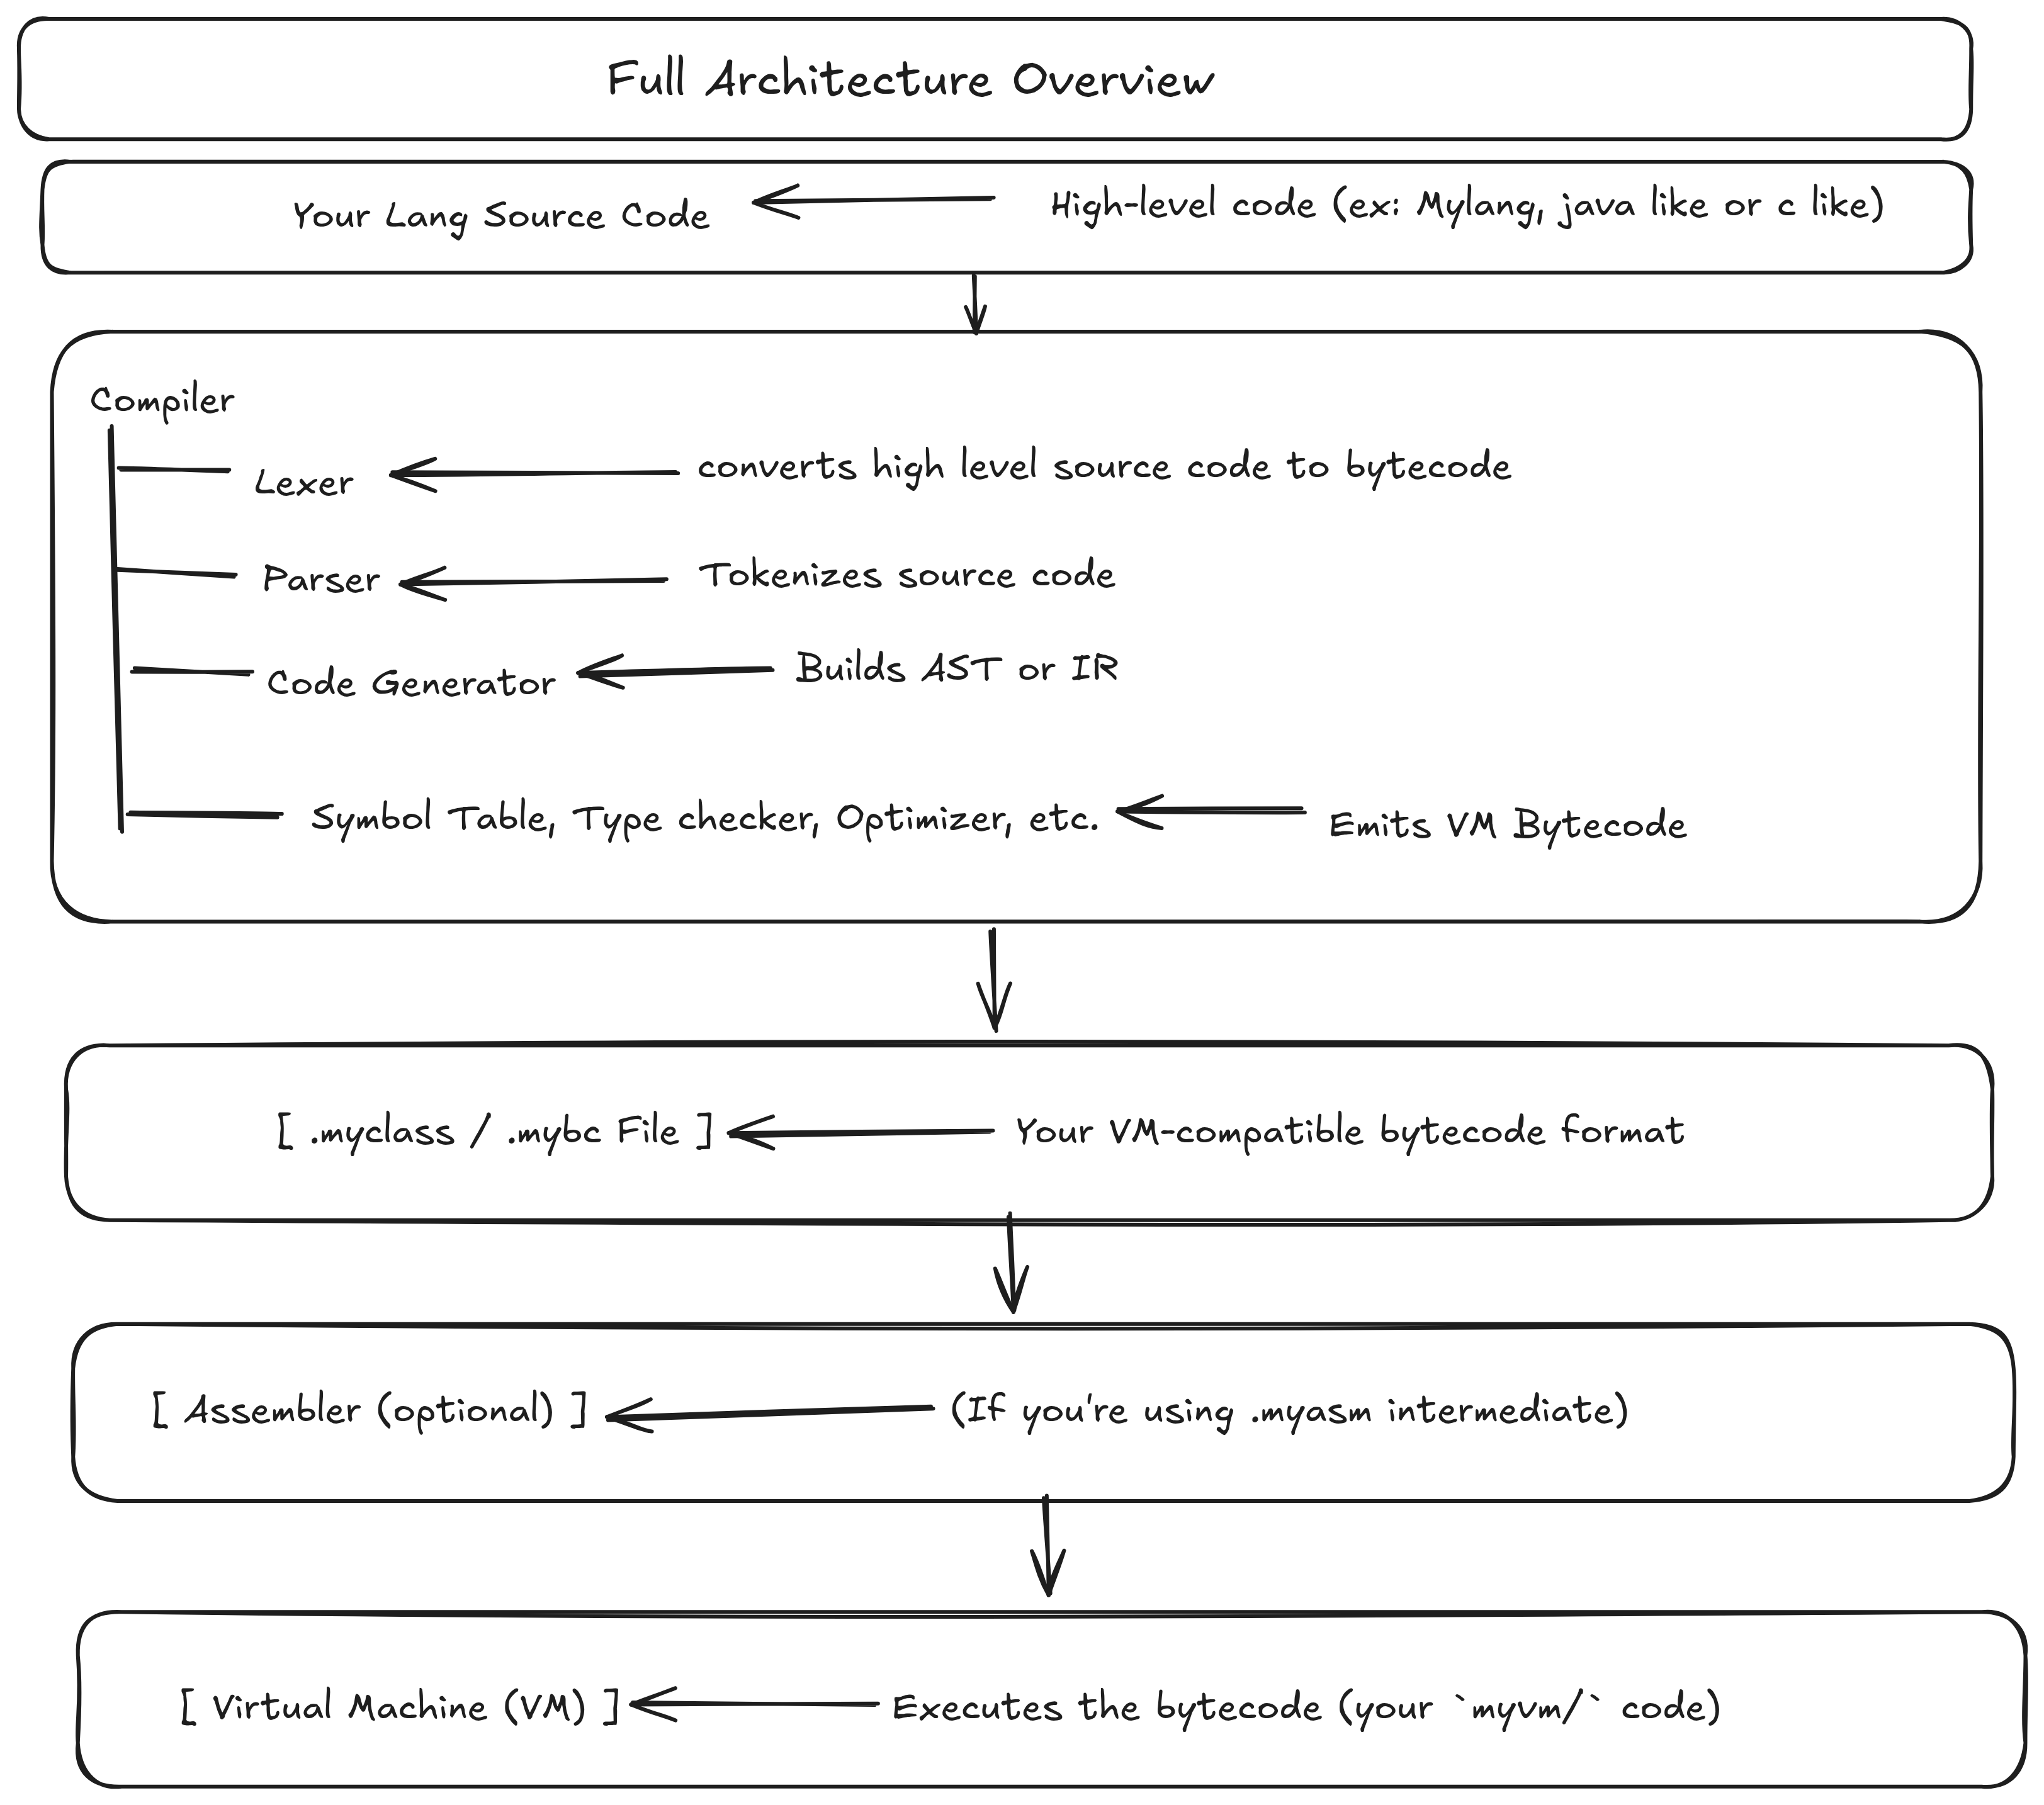 Full Architecture Overview
Your Lang Source Code High-level code (ex: Mylang, java like or c like)
Compiler
Lexer converts high level source code to bytecode
Parser Tokenizes source code
Code Generator Builds AST or IR
Symbol Table, Type checker, Optimizer, etc. Emits VM Bytecode
[ .myclass / .mybc File ] Your VM-compatible bytecode format
[ Assembler (optional) ] (If you're using .myasm intermediate)
[ Virtual Machine (VM) ] Executes the bytecode (your `myvm/` code)